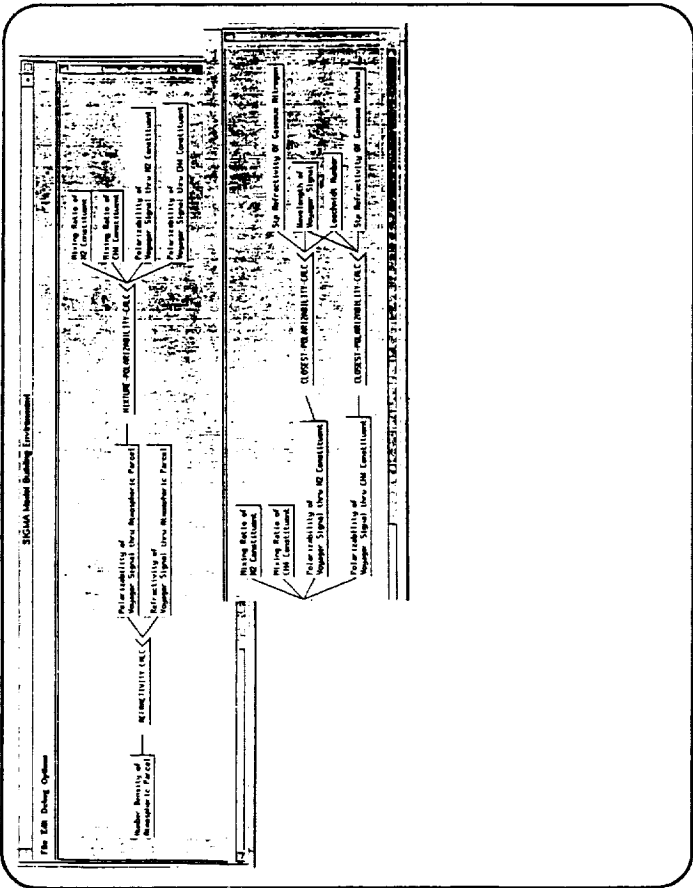 SIGMA Model Building Environment
File Edit Debug Options
Number Density of
Atmospheric Parcel
REFRACTIVITY-CALC
Polarizability of
Voyager Signal thru Atmospheric Parcel
Refractivity of
Voyager Signal thru Atmospheric Parcel
MIXTURE-POLARIZABILITY-CALC
Mixing Ratio of
N2 Constituent
Mixing Ratio of
CH4 Constituent
Polarizability of
Voyager Signal thru N2 Constituent
Polarizability of
Voyager Signal thru CH4 Constituent
Mixing Ratio of
N2 Constituent
Mixing Ratio of
CH4 Constituent
Polarizability of
Voyager Signal thru N2 Constituent
Polarizability of
Voyager Signal thru CH4 Constituent
CLOSEST-POLARIZABILITY-CALC
CLOSEST-POLARIZABILITY-CALC
Stp Refractivity Of Gaseous Nitrogen
Wavelength of
Voyager Signal
Loschmidt Number
Stp Refractivity Of Gaseous Methane